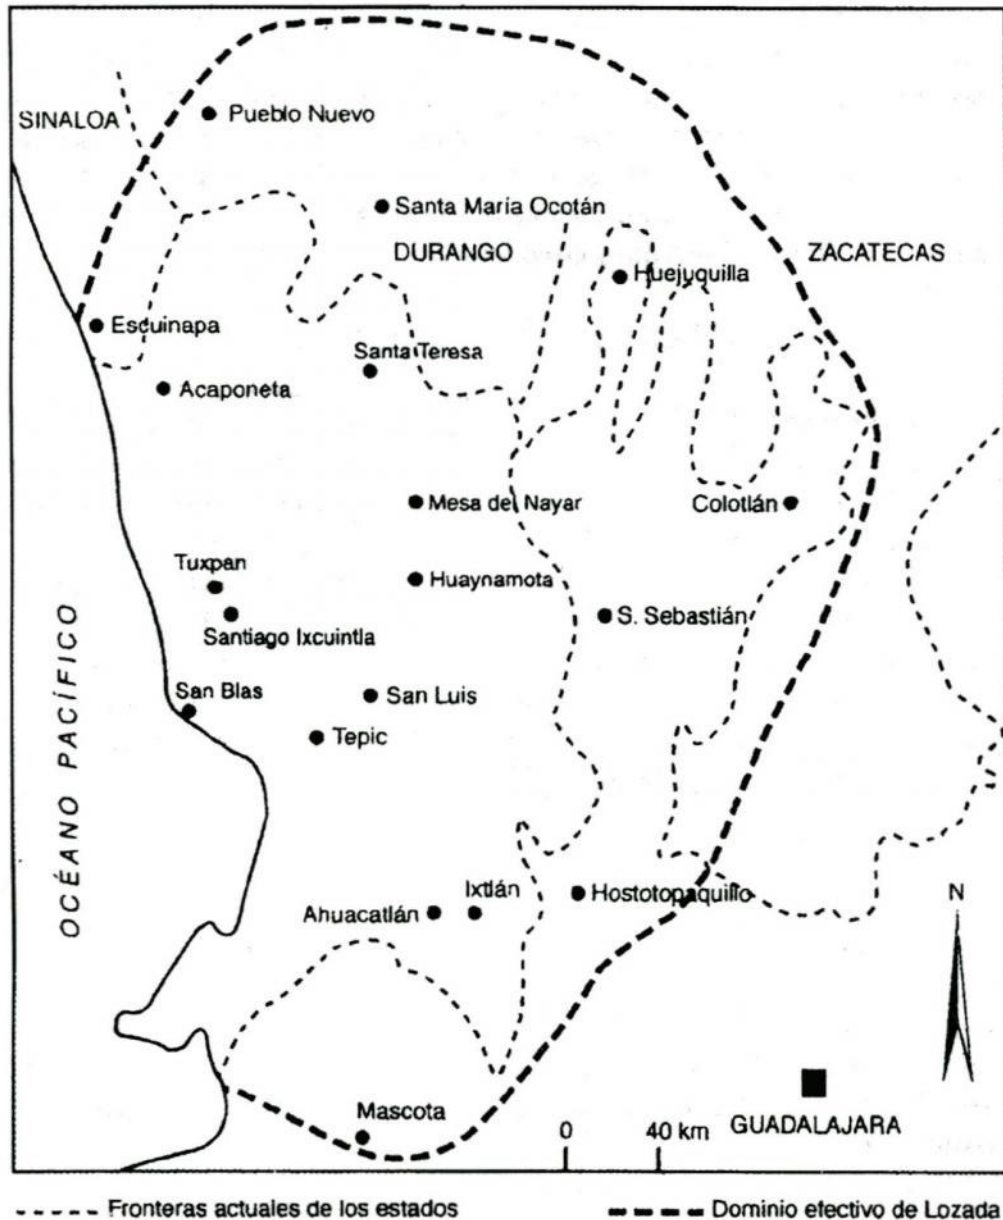 SINALOA
Pueblo Nuevo
Santa María Ocotán
DURANGO
ZACATECAS
Huejuquilla
Escuinapa
Santa Teresa
Acaponeta
Mesa del Nayar
Colotlán
Tuxpan
Huaynamota
Santiago Ixcuintla
S. Sebastián
San Blas
San Luis
Tepic
OCÉANO PACÍFICO
Ixtlán
Hostotopaquillo
Ahuacatlán
N
Mascota
0 40 km
GUADALAJARA
Fronteras actuales de los estados
Dominio efectivo de Lozada